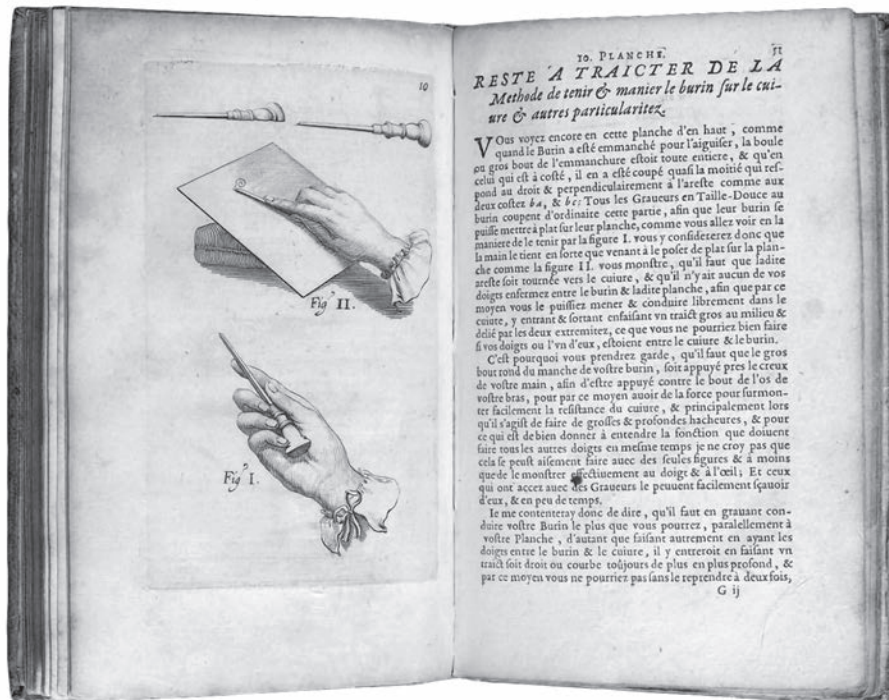 10
Fig.ᵉ II.
Fig.ᵉ I.
10. PLANCHE. 51
RESTE A TRAICTER DE LA
Methode de tenir & manier le burin ſur le cui-
ure & autres particularitez.
VOus voyez encore en cette planche d'en haut, comme
quand le Burin a eſté emmanché pour l'aiguiſer, la boule
ou gros bout de l'emmanchure eſtoit toute entiere, & qu'en
celui qui eſt à coſté, il en a eſté coupé quaſi la moitié qui reſ-
pond au droit & perpendiculairement à l'areſte comme aux
deux coſtez ba, & bc: Tous les Graueurs en Taille-Douce au
burin coupent d'ordinaire cette partie, afin que leur burin ſe
puiſſe mettre à plat ſur leur planche, comme vous allez voir en la
maniere de le tenir par la figure I. vous y conſidererez donc que
la main le tient en ſorte que venant à le poſer de plat ſur la plan-
che comme la figure II. vous monſtre, qu'il faut que ladite
areſte ſoit tournée vers le cuiure, & qu'il n'y ait aucun de vos
doigts enfermez entre le burin & ladite planche, afin que par ce
moyen vous le puiſſiez mener & conduire librement dans le
cuiure, y entrant & ſortant en faiſant vn traict gros au milieu &
delié par les deux extremitez, ce que vous ne pourriez bien faire
ſi vos doigts ou l'vn d'eux, eſtoient entre le cuiure & le burin.
C'eſt pourquoi vous prendrez garde, qu'il faut que le gros
bout rond du manche de voſtre burin, ſoit appuyé pres le creux
de voſtre main, afin d'eſtre appuyé contre le bout de l'os de
voſtre bras, pour par ce moyen auoir de la force pour ſurmon-
ter facilement la reſiſtance du cuiure, & principalement lors
qu'il s'agiſt de faire de groſſes & profondes hacheures, & pour
ce qui eſt de bien donner à entendre la fonction que doiuent
faire tous les autres doigts en meſme temps je ne croy pas que
cela ſe peuſt aiſement faire auec des ſeules figures & à moins
que de le monſtrer effectiuement au doigt & à l'œil; Et ceux
qui ont accez auec des Graueurs le peuuent facilement ſçauoir
d'eux, & en peu de temps.
Ie me contenteray donc de dire, qu'il faut en grauant con-
duire voſtre Burin le plus que vous pourrez, paralellement à
voſtre Planche, d'autant que faiſant autrement en ayant les
doigts entre le burin & le cuiure, il y entreroit en faiſant vn
traict ſoit droit ou courbe toûjours de plus en plus profond, &
par ce moyen vous ne pourriez pas ſans le reprendre à deux fois,
G ij